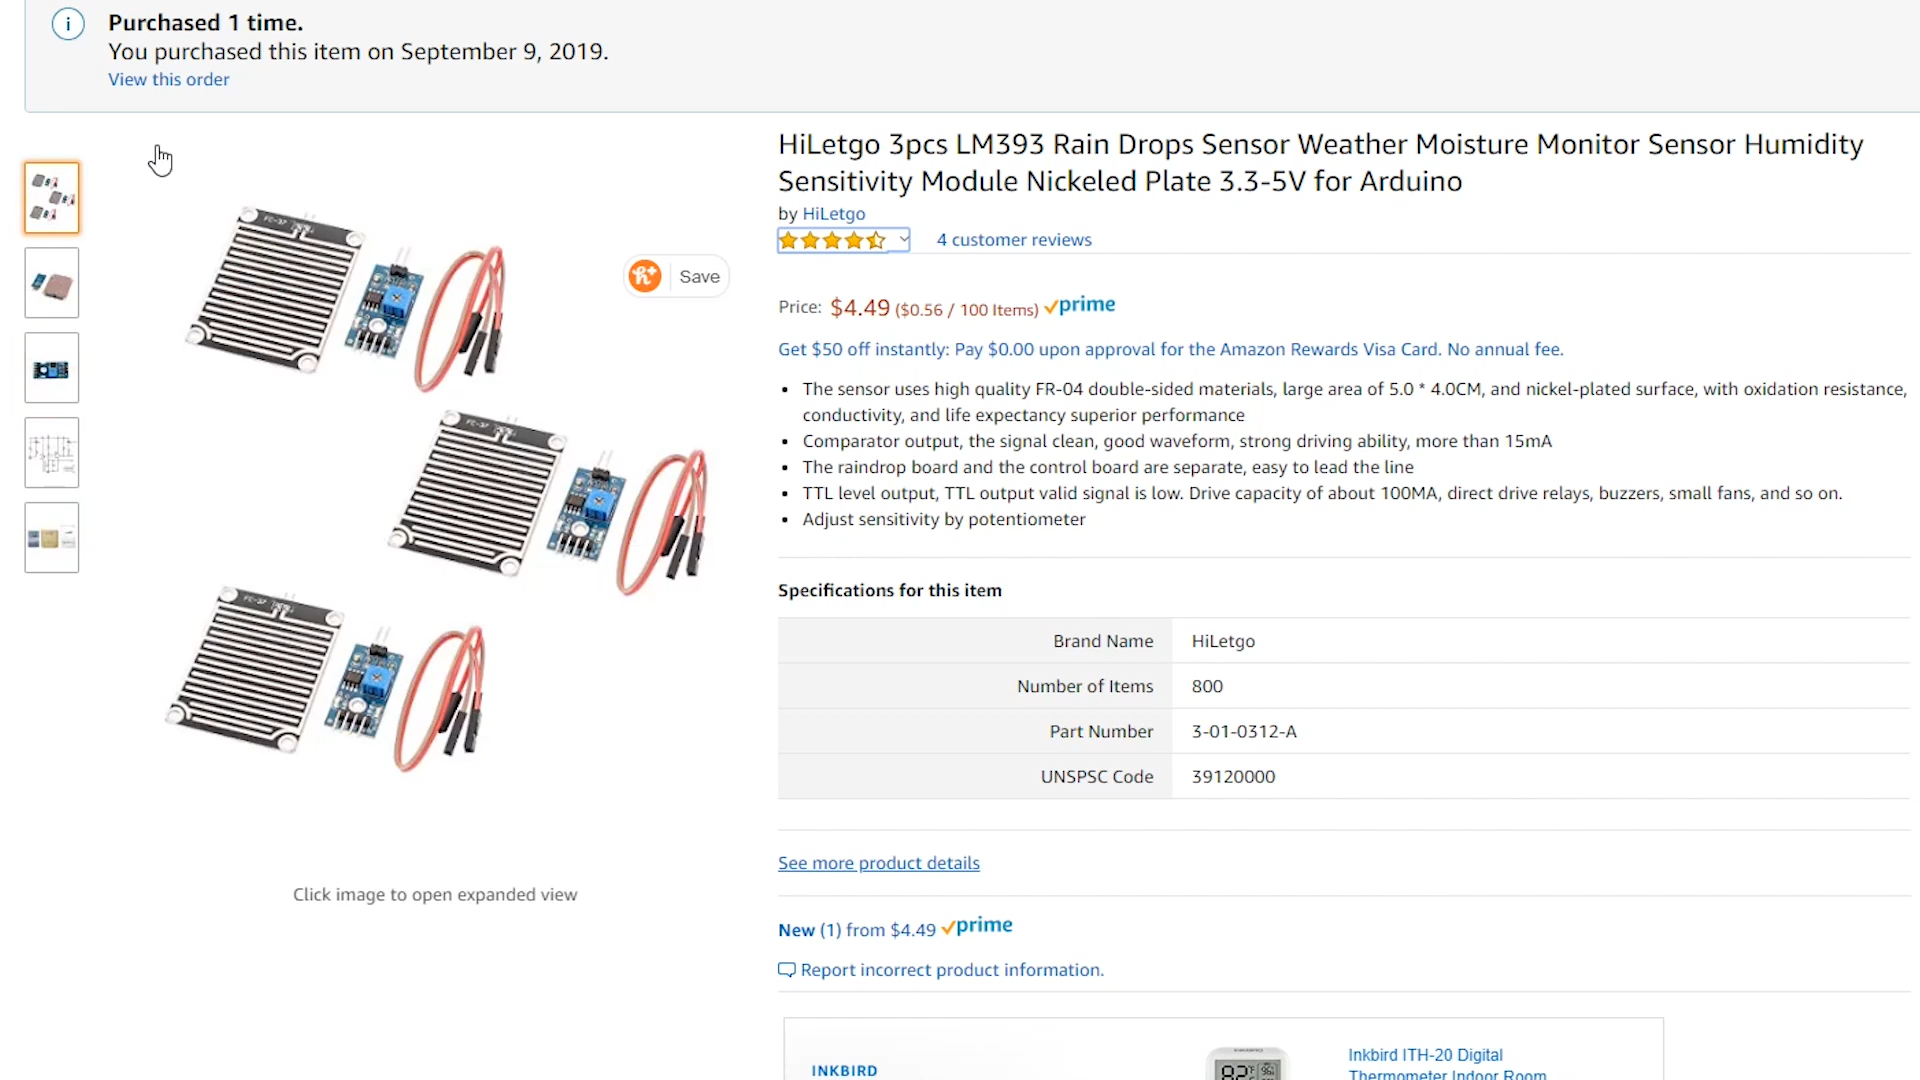 Purchased 1 time.
You purchased this item on September 9, 2019.
View this order
HiLetgo 3pcs LM393 Rain Drops Sensor Weather Moisture Monitor Sensor Humidity
Sensitivity Module Nickeled Plate 3.3-5V for Arduino
by HiLetgo
4 customer reviews
h+ Save
Price: $4.49 ($0.56 / 100 Items) prime
Get $50 off instantly: Pay $0.00 upon approval for the Amazon Rewards Visa Card. No annual fee.
The sensor uses high quality FR-04 double-sided materials, large area of 5.0 * 4.0CM, and nickel-plated surface, with oxidation resistance,
conductivity, and life expectancy superior performance
Comparator output, the signal clean, good waveform, strong driving ability, more than 15mA
The raindrop board and the control board are separate, easy to lead the line
TTL level output, TTL output valid signal is low. Drive capacity of about 100MA, direct drive relays, buzzers, small fans, and so on.
Adjust sensitivity by potentiometer
FC-37
FC-37
FC-37
Specifications for this item
Brand Name HiLetgo
Number of Items 800
Part Number 3-01-0312-A
UNSPSC Code 39120000
See more product details
Click image to open expanded view
New (1) from $4.49 prime
Report incorrect product information.
INKBIRD
Inkbird ITH-20 Digital
Thermometer Indoor Room